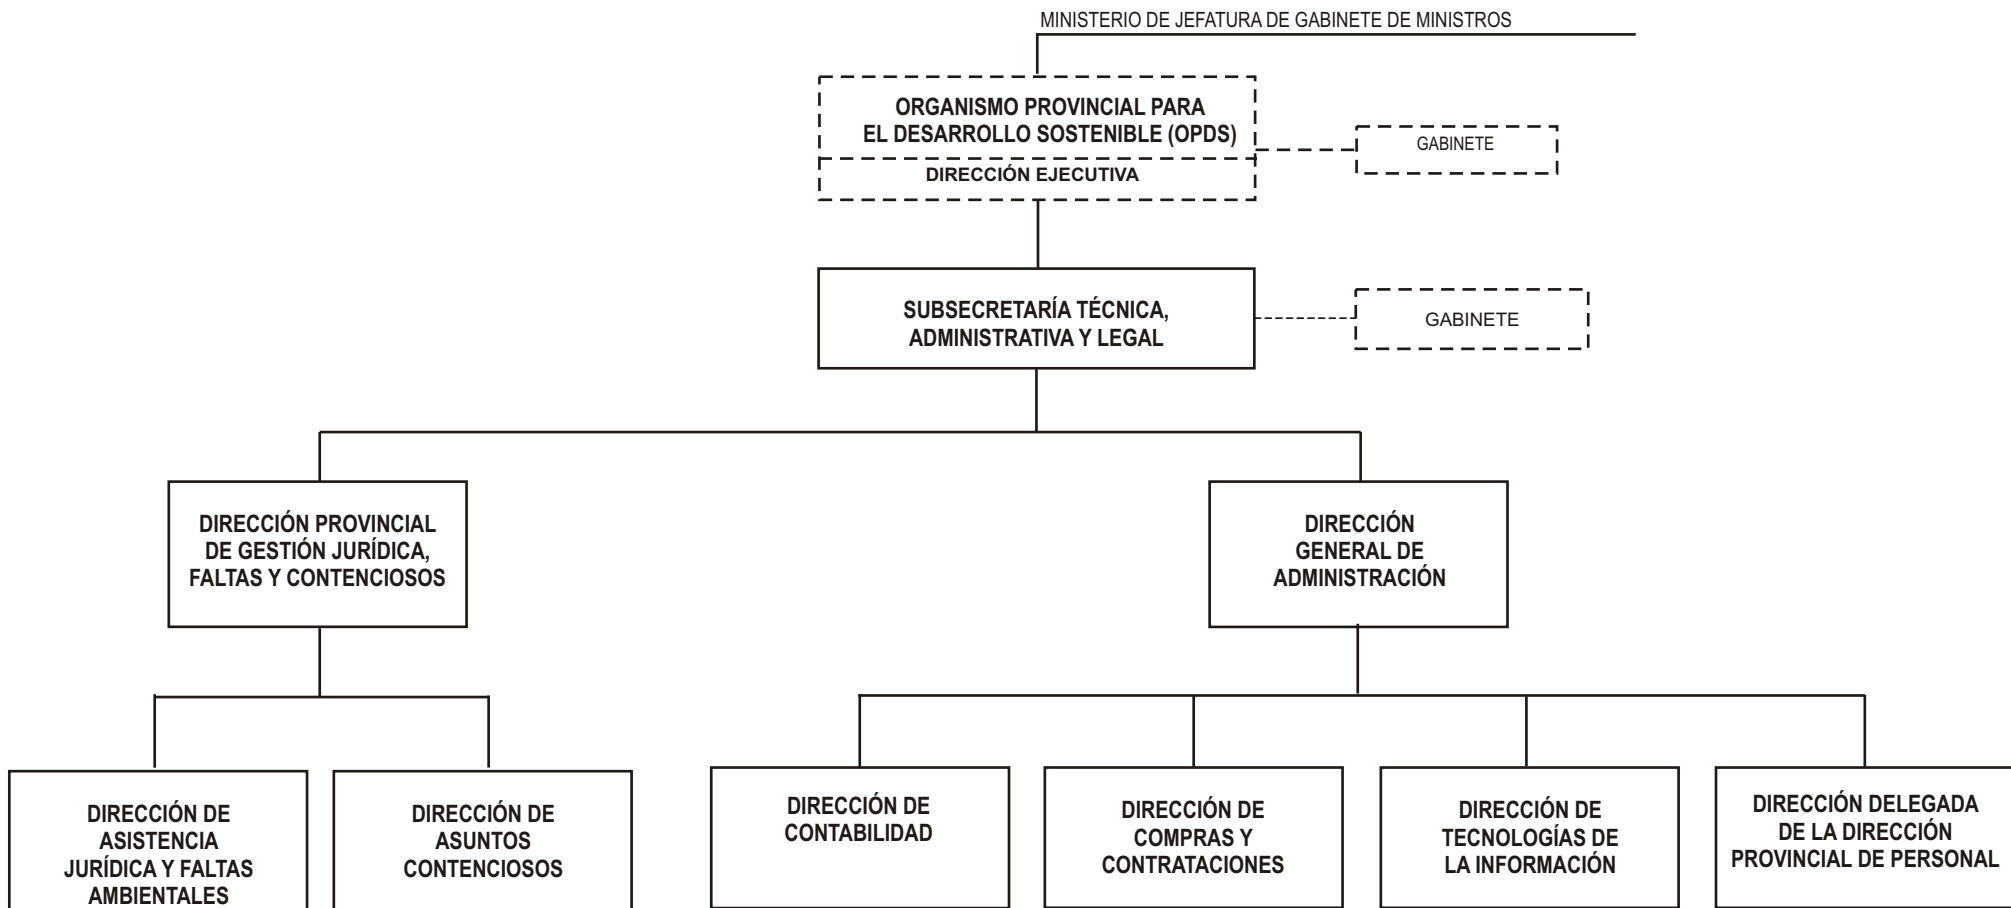 MINISTERIO DE JEFATURA DE GABINETE DE MINISTROS
ORGANISMO PROVINCIAL PARA
EL DESARROLLO SOSTENIBLE (OPDS)
DIRECCIÓN EJECUTIVA
GABINETE
SUBSECRETARÍA TÉCNICA,
ADMINISTRATIVA Y LEGAL
GABINETE
DIRECCIÓN PROVINCIAL
DE GESTIÓN JURÍDICA,
FALTAS Y CONTENCIOSOS
DIRECCIÓN
GENERAL DE
ADMINISTRACIÓN
DIRECCIÓN DE
ASISTENCIA
JURÍDICA Y FALTAS
AMBIENTALES
DIRECCIÓN DE
ASUNTOS
CONTENCIOSOS
DIRECCIÓN DE
CONTABILIDAD
DIRECCIÓN DE
COMPRAS Y
CONTRATACIONES
DIRECCIÓN DE
TECNOLOGÍAS DE
LA INFORMACIÓN
DIRECCIÓN DELEGADA
DE LA DIRECCIÓN
PROVINCIAL DE PERSONAL